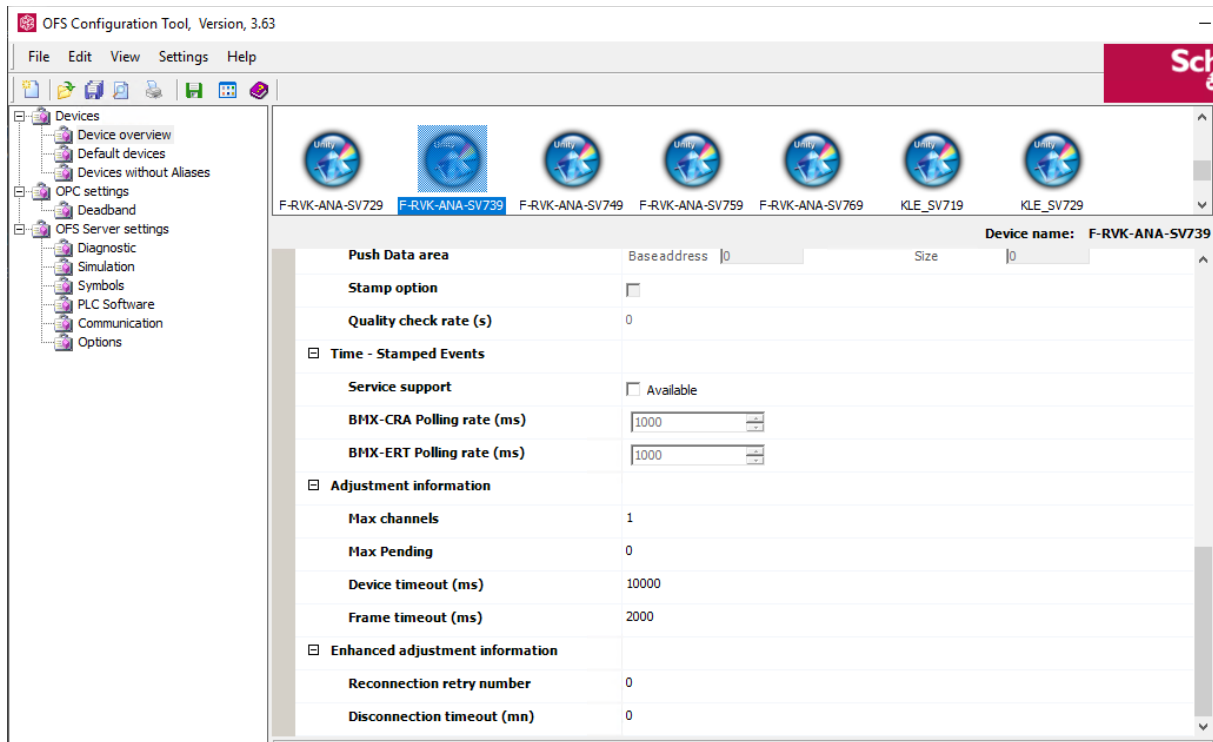 OFS Configuration Tool, Version, 3.63
File Edit View Settings Help
Sch
Devices
Device overview
Default devices
Devices without Aliases
OPC settings
Deadband
OFS Server settings
Diagnostic
Simulation
Symbols
PLC Software
Communication
Options
Unity Unity Unity Unity Unity Unity Unity
F-RVK-ANA-SV729 F-RVK-ANA-SV739 F-RVK-ANA-SV749 F-RVK-ANA-SV759 F-RVK-ANA-SV769 KLE_SV719 KLE_SV729
Device name: F-RVK-ANA-SV739
Push Data area Baseaddress 0 Size 0
Stamp option
Quality check rate (s) 0
Time - Stamped Events
Service support Available
BMX-CRA Polling rate (ms) 1000
BMX-ERT Polling rate (ms) 1000
Adjustment information
Max channels 1
Max Pending 0
Device timeout (ms) 10000
Frame timeout (ms) 2000
Enhanced adjustment information
Reconnection retry number 0
Disconnection timeout (mn) 0